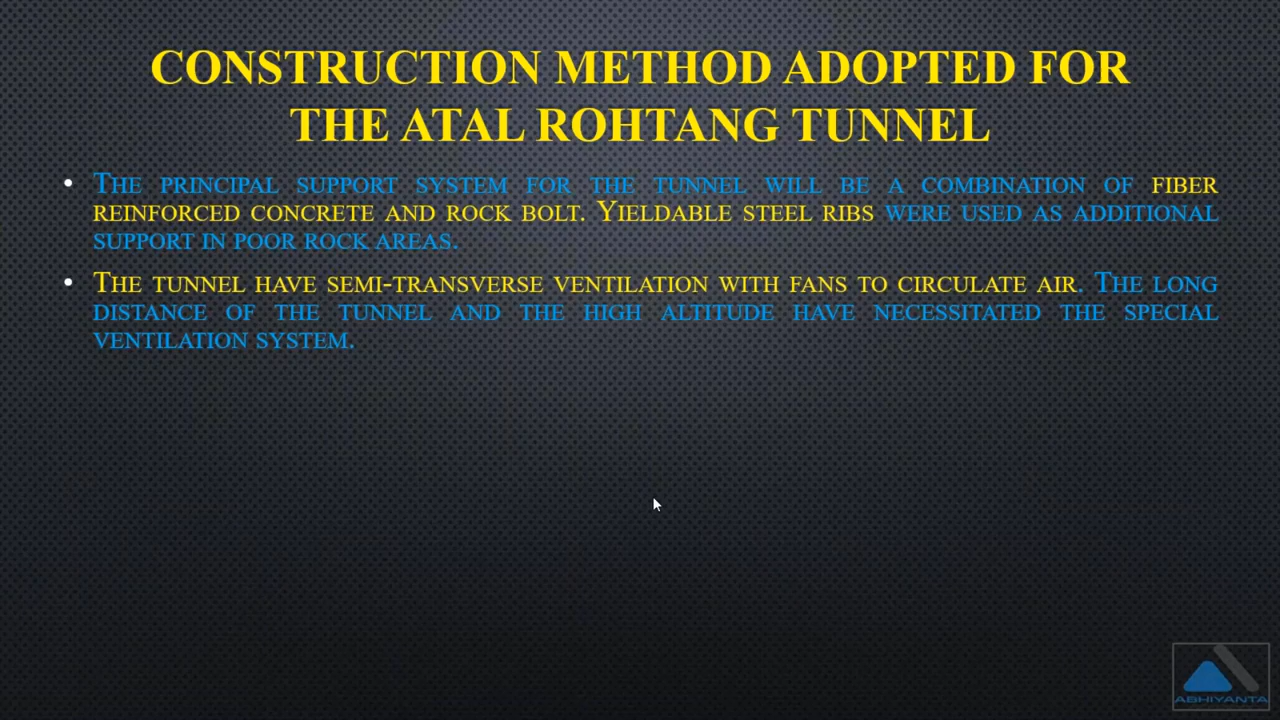 CONSTRUCTION METHOD ADOPTED FOR
THE ATAL ROHTANG TUNNEL
• THE PRINCIPAL SUPPORT SYSTEM FOR THE TUNNEL WILL BE A COMBINATION OF FIBER
REINFORCED CONCRETE AND ROCK BOLT. YIELDABLE STEEL RIBS WERE USED AS ADDITIONAL
SUPPORT IN POOR ROCK AREAS.
• THE TUNNEL HAVE SEMI-TRANSVERSE VENTILATION WITH FANS TO CIRCULATE AIR. THE LONG
DISTANCE OF THE TUNNEL AND THE HIGH ALTITUDE HAVE NECESSITATED THE SPECIAL
VENTILATION SYSTEM.
ABHIYANTA